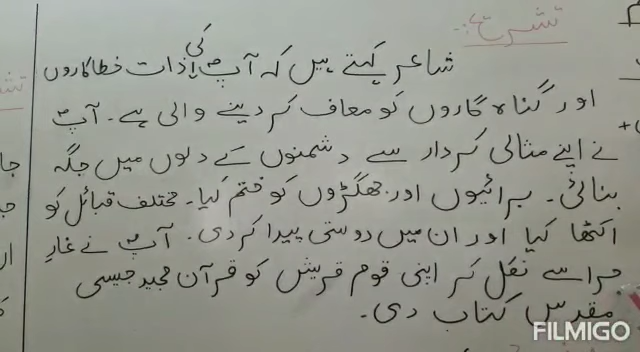 تشریح:-
شاعر کہتے ہیں کہ آپؐ کی ذات خطاکاروں
اور گناہ گاروں کو معاف کر دینے والی ہے۔ آپؐ
نے اپنے مثالی کردار سے دشمنوں کے دلوں میں جگہ
بنائی۔ برائیوں اور جھگڑوں کو ختم کیا۔ مختلف قبائل کو
اکٹھا کیا اور ان میں دوستی پیدا کر دی۔ آپؐ نے غارِ
حرا سے نکل کر اپنی قوم قریش کو قرآن مجید جیسی
مقدس کتاب دی۔
FILMIGO